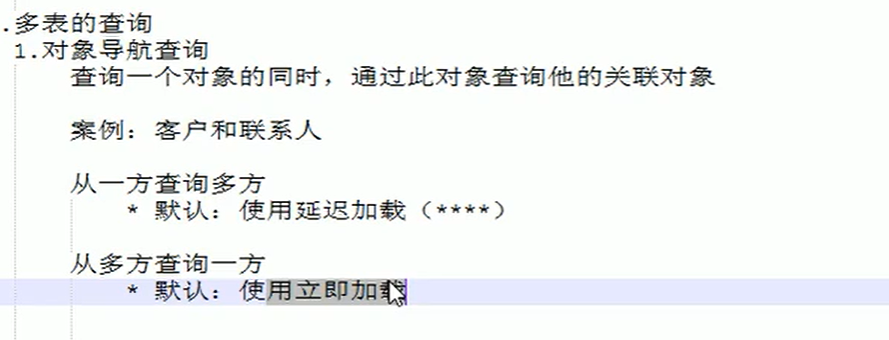 .多表的查询
1.对象导航查询
查询一个对象的同时，通过此对象查询他的关联对象
案例：客户和联系人
从一方查询多方
* 默认：使用延迟加载（****）
从多方查询一方
* 默认：使用立即加载